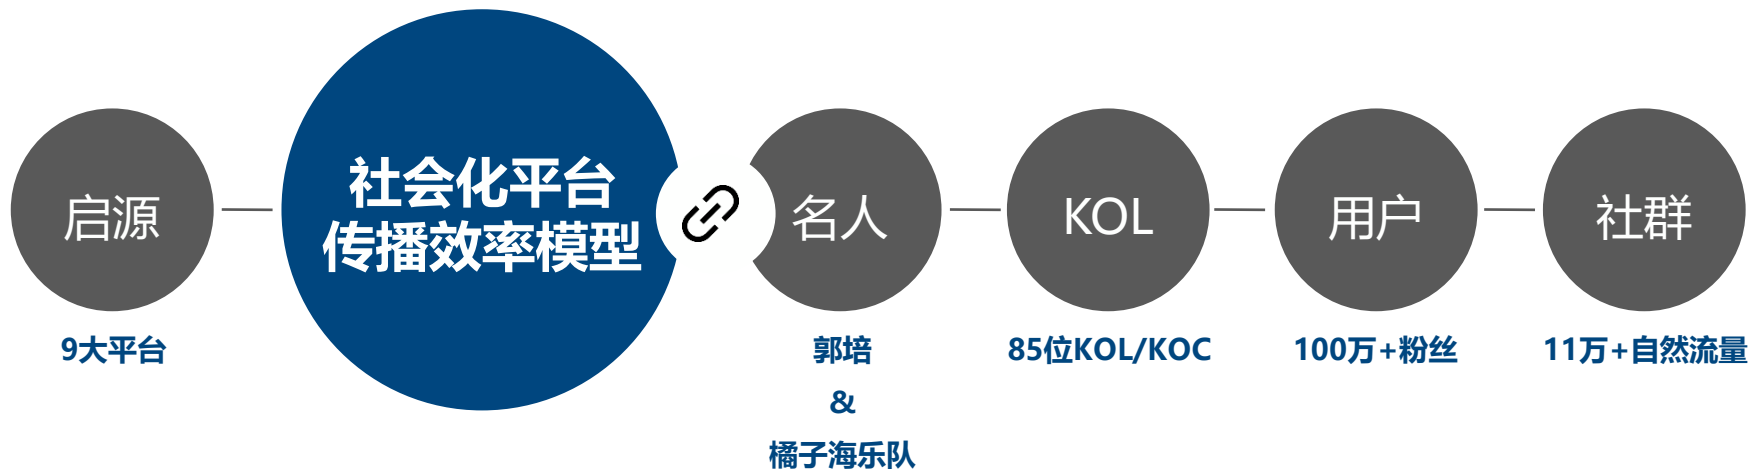 启源
社会化平台
传播效率模型
名人
KOL
用户
社群
9大平台
郭培
&
橘子海乐队
85位KOL/KOC
100万+粉丝
11万+自然流量